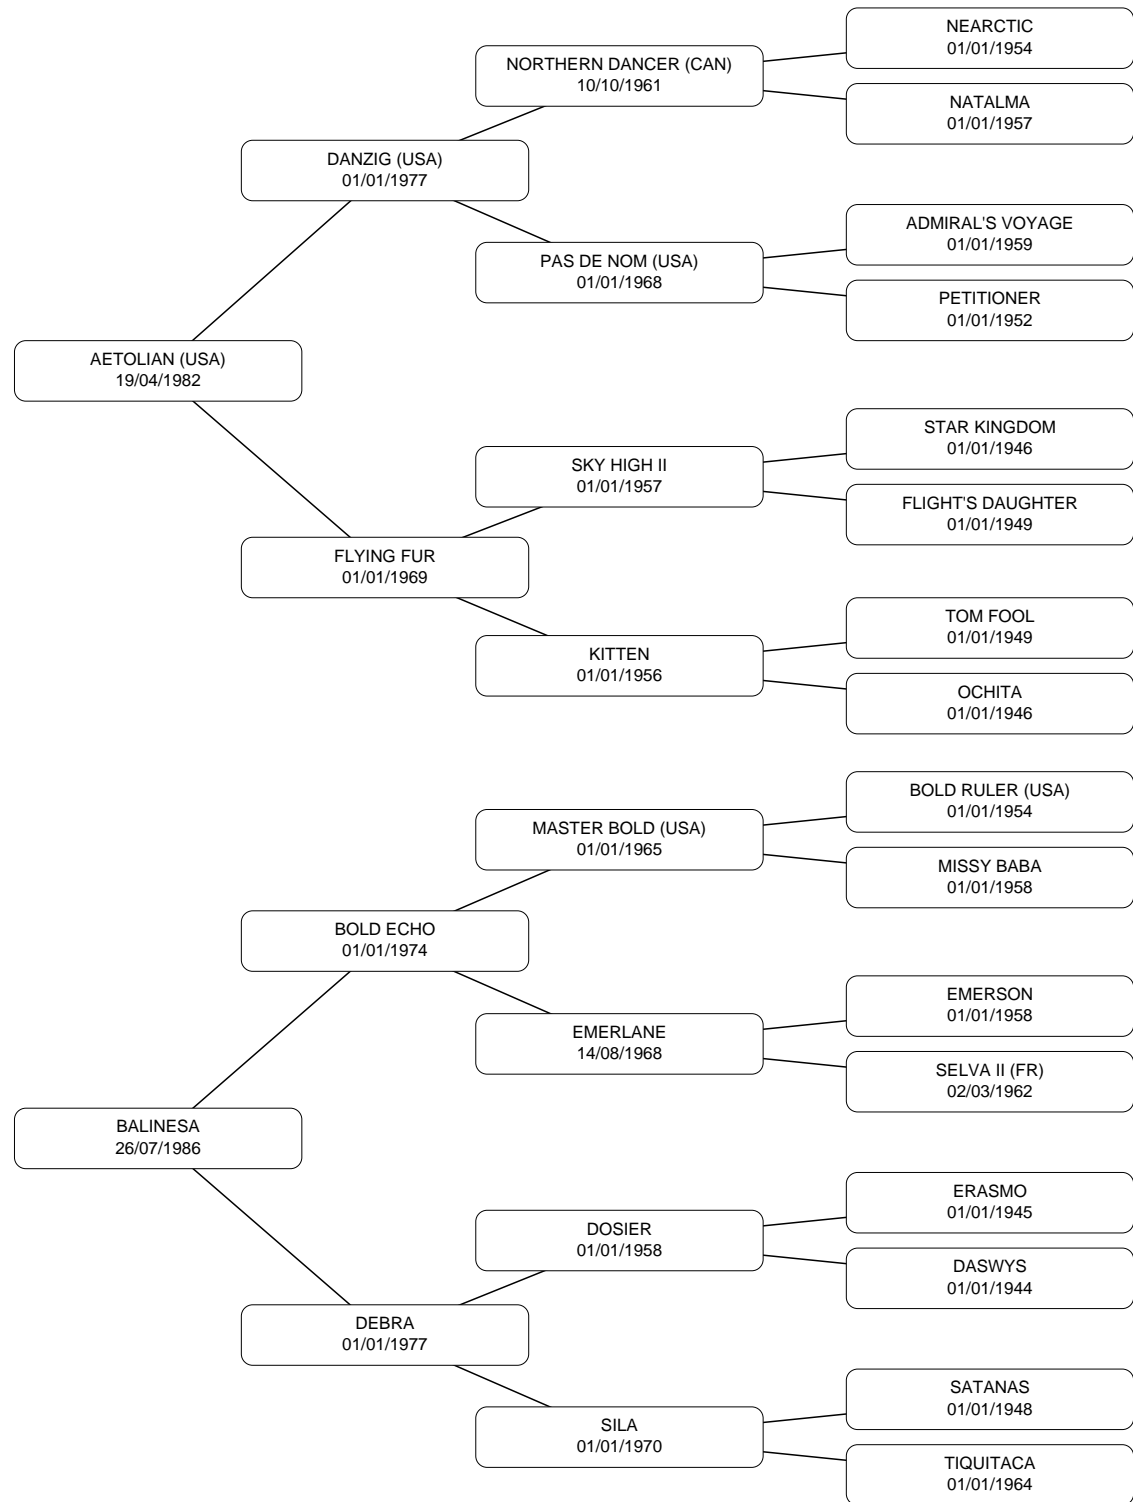 NEARCTIC
01/01/1954
NORTHERN DANCER (CAN)
10/10/1961
NATALMA
01/01/1957
DANZIG (USA)
01/01/1977
ADMIRAL'S VOYAGE
01/01/1959
PAS DE NOM (USA)
01/01/1968
PETITIONER
01/01/1952
AETOLIAN (USA)
19/04/1982
STAR KINGDOM
01/01/1946
SKY HIGH II
01/01/1957
FLIGHT'S DAUGHTER
01/01/1949
FLYING FUR
01/01/1969
TOM FOOL
01/01/1949
KITTEN
01/01/1956
OCHITA
01/01/1946
BOLD RULER (USA)
01/01/1954
MASTER BOLD (USA)
01/01/1965
MISSY BABA
01/01/1958
BOLD ECHO
01/01/1974
EMERSON
01/01/1958
EMERLANE
14/08/1968
SELVA II (FR)
02/03/1962
BALINESA
26/07/1986
ERASMO
01/01/1945
DOSIER
01/01/1958
DASWYS
01/01/1944
DEBRA
01/01/1977
SATANAS
01/01/1948
SILA
01/01/1970
TIQUITACA
01/01/1964